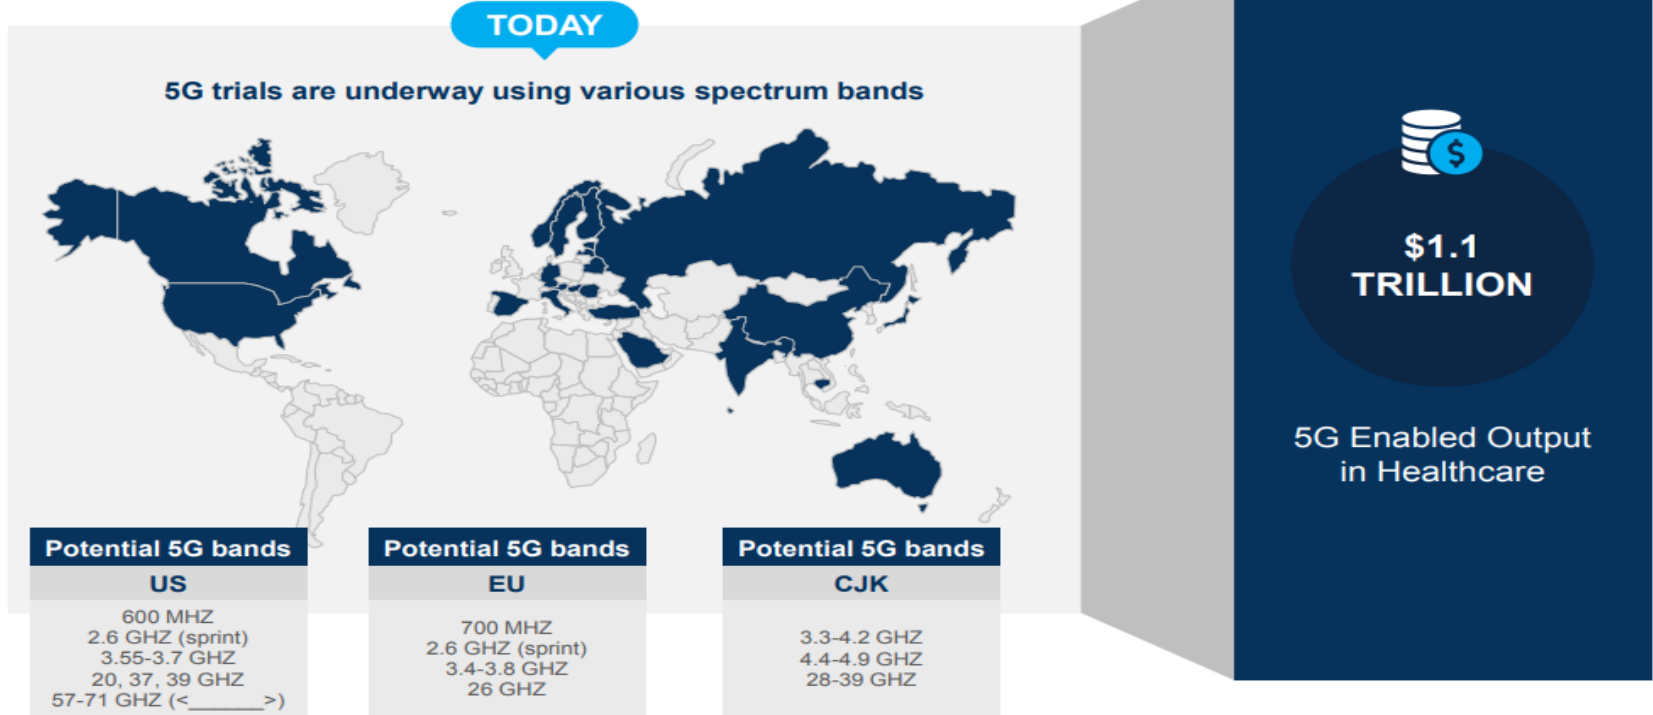 TODAY
5G trials are underway using various spectrum bands
Potential 5G bands
US
600 MHZ
2.6 GHZ (sprint)
3.55-3.7 GHZ
20, 37, 39 GHZ
57-71 GHZ (<______>)
Potential 5G bands
EU
700 MHZ
2.6 GHZ (sprint)
3.4-3.8 GHZ
26 GHZ
Potential 5G bands
CJK
3.3-4.2 GHZ
4.4-4.9 GHZ
28-39 GHZ
$
$1.1
TRILLION
5G Enabled Output
in Healthcare